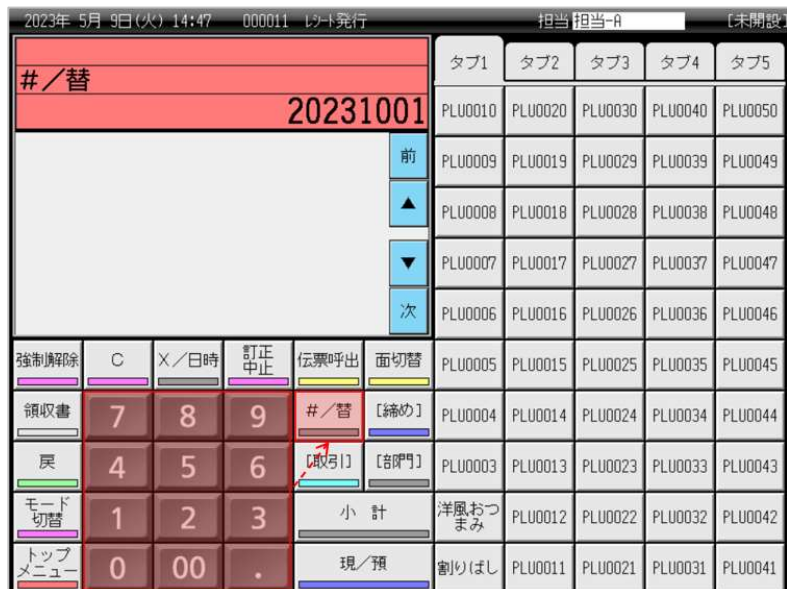 2023年 5月 9日(火) 14:47 000011 レシート発行 担当 担当-A [未開設]
#/替
20231001
前
▲
▼
次
タブ1 タブ2 タブ3 タブ4 タブ5
PLU0010 PLU0020 PLU0030 PLU0040 PLU0050
PLU0009 PLU0019 PLU0029 PLU0039 PLU0049
PLU0008 PLU0018 PLU0028 PLU0038 PLU0048
PLU0007 PLU0017 PLU0027 PLU0037 PLU0047
PLU0006 PLU0016 PLU0026 PLU0036 PLU0046
強制解除 C X/日時 訂正中止 伝票呼出 面切替 PLU0005 PLU0015 PLU0025 PLU0035 PLU0045
領収書 7 8 9 #/替 [締め] PLU0004 PLU0014 PLU0024 PLU0034 PLU0044
戻 4 5 6 [取引] [部門] PLU0003 PLU0013 PLU0023 PLU0033 PLU0043
モード切替 1 2 3 小 計 洋風おつまみ PLU0012 PLU0022 PLU0032 PLU0042
トップメニュー 0 00 . 現/預 割りばし PLU0011 PLU0021 PLU0031 PLU0041